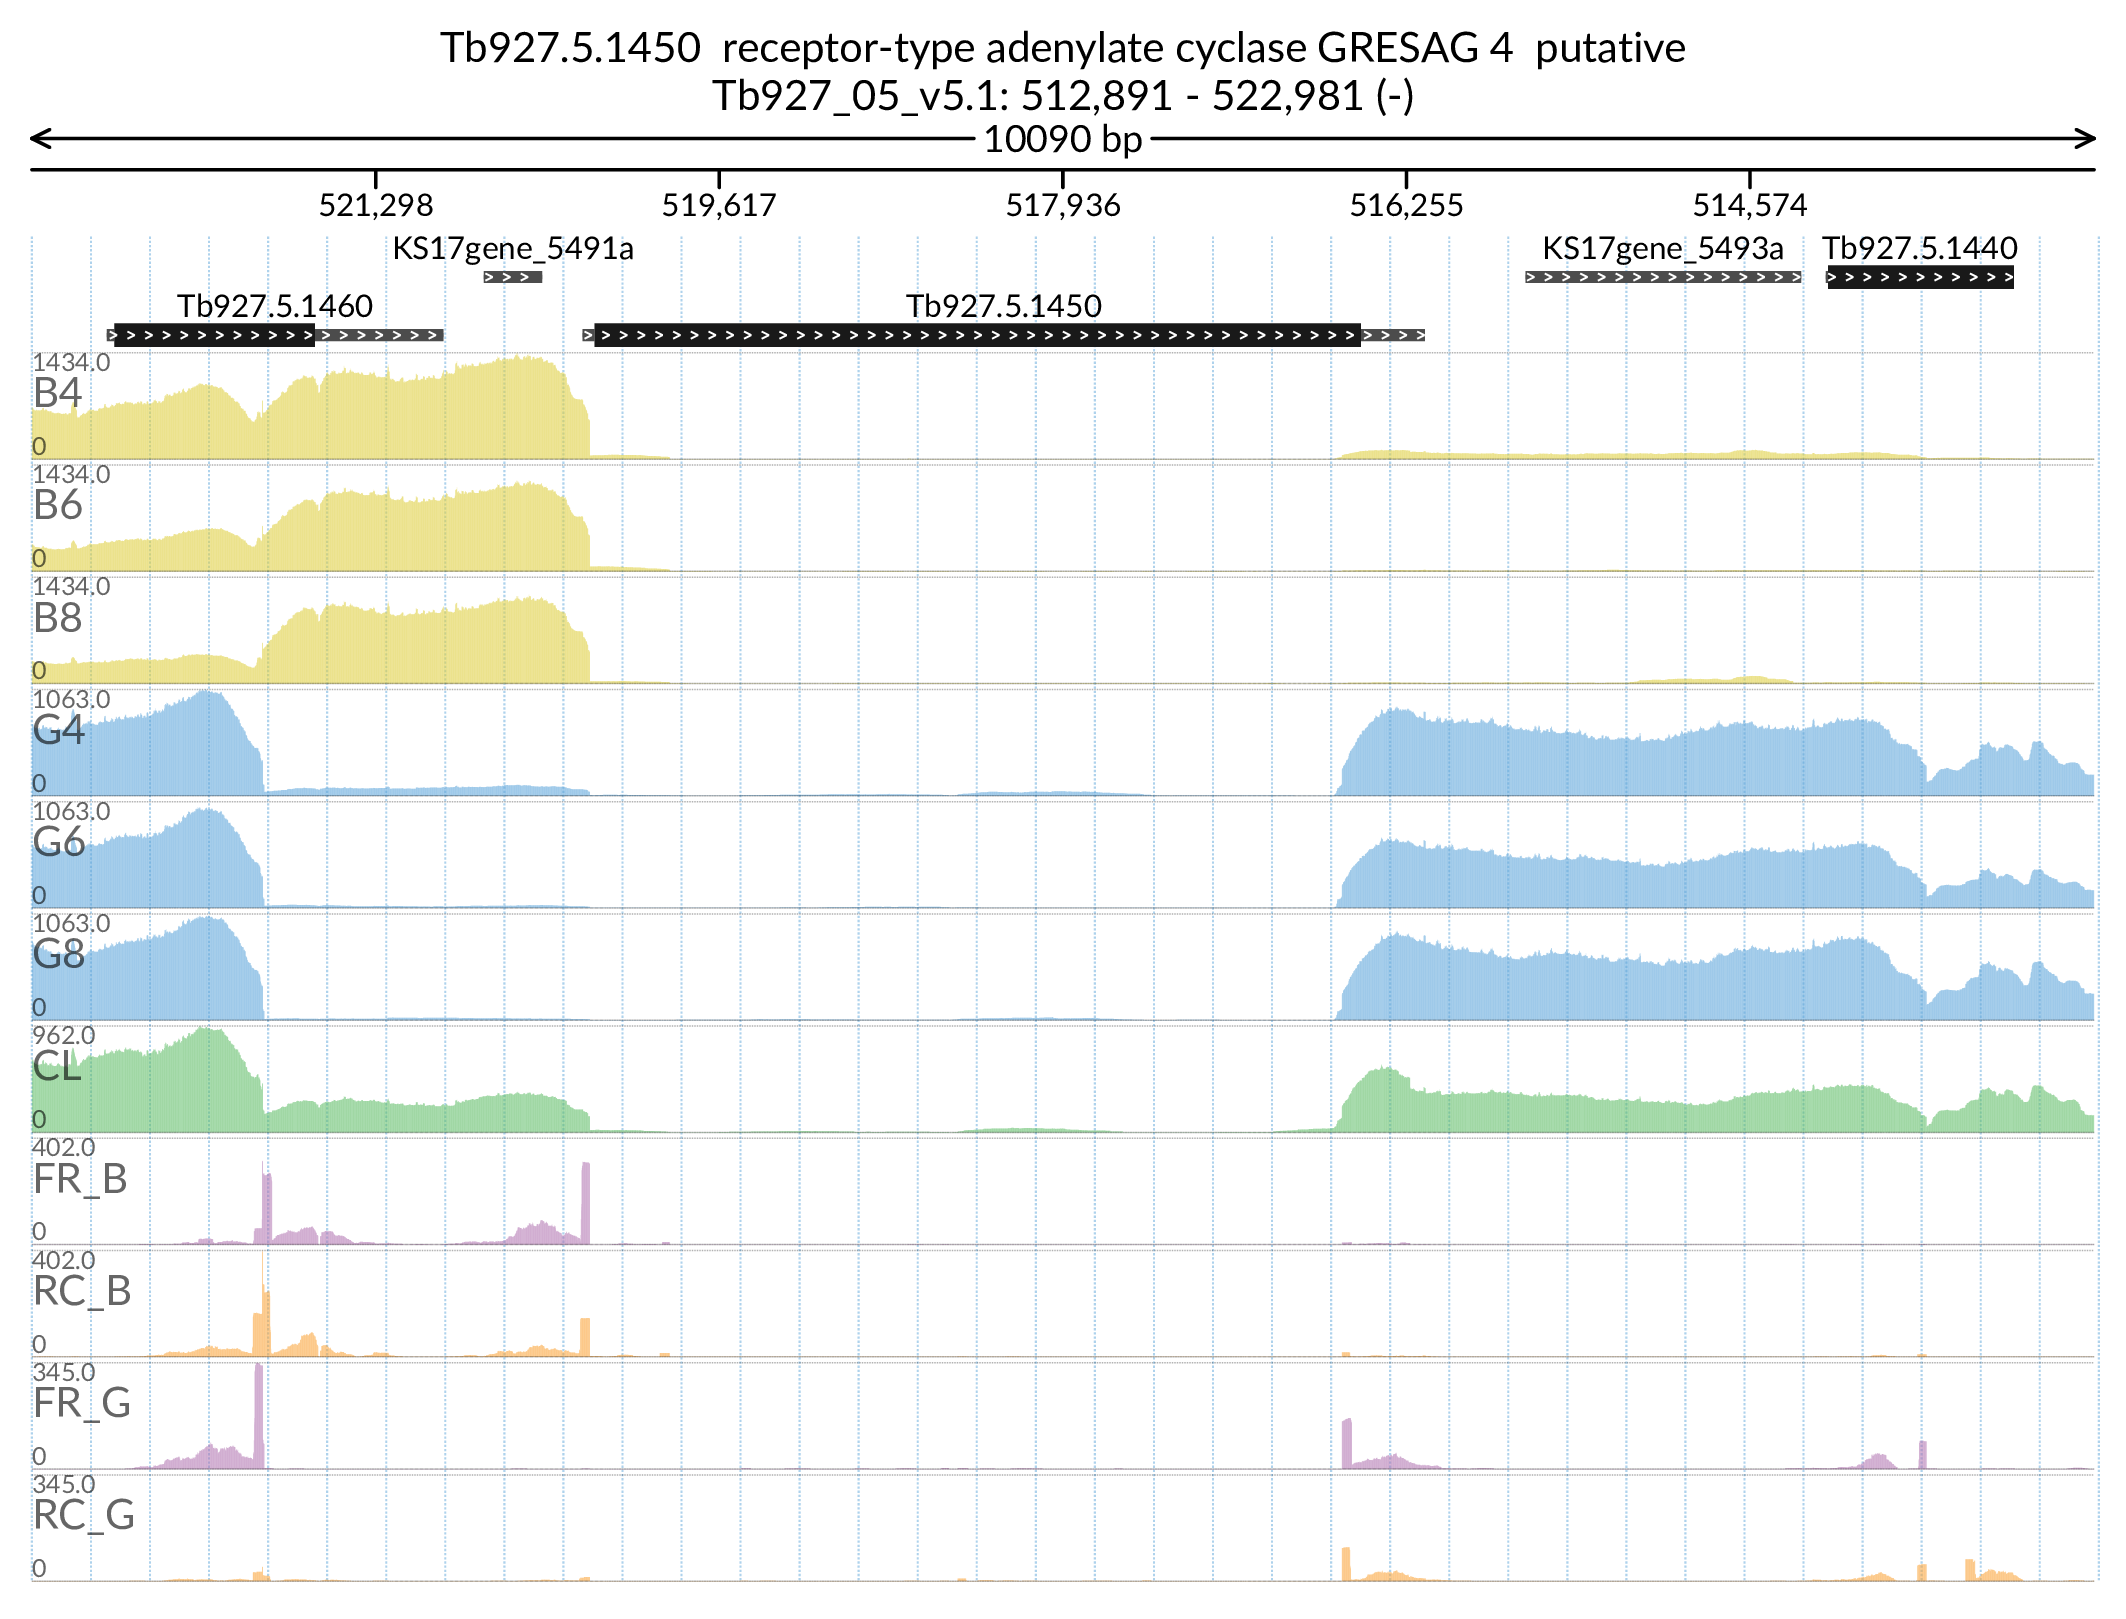 Tb927.5.1450  receptor-type adenylate cyclase GRESAG 4  putative
Tb927_05_v5.1: 512,891 - 522,981 (-)
10090 bp
521,298 519,617 517,936 516,255 514,574
KS17gene_5491a KS17gene_5493a Tb927.5.1440
Tb927.5.1460 Tb927.5.1450
1434.0
B4
0
1434.0
B6
0
1434.0
B8
0
1063.0
G4
0
1063.0
G6
0
1063.0
G8
0
962.0
CL
0
402.0
FR_B
0
402.0
RC_B
0
345.0
FR_G
0
345.0
RC_G
0